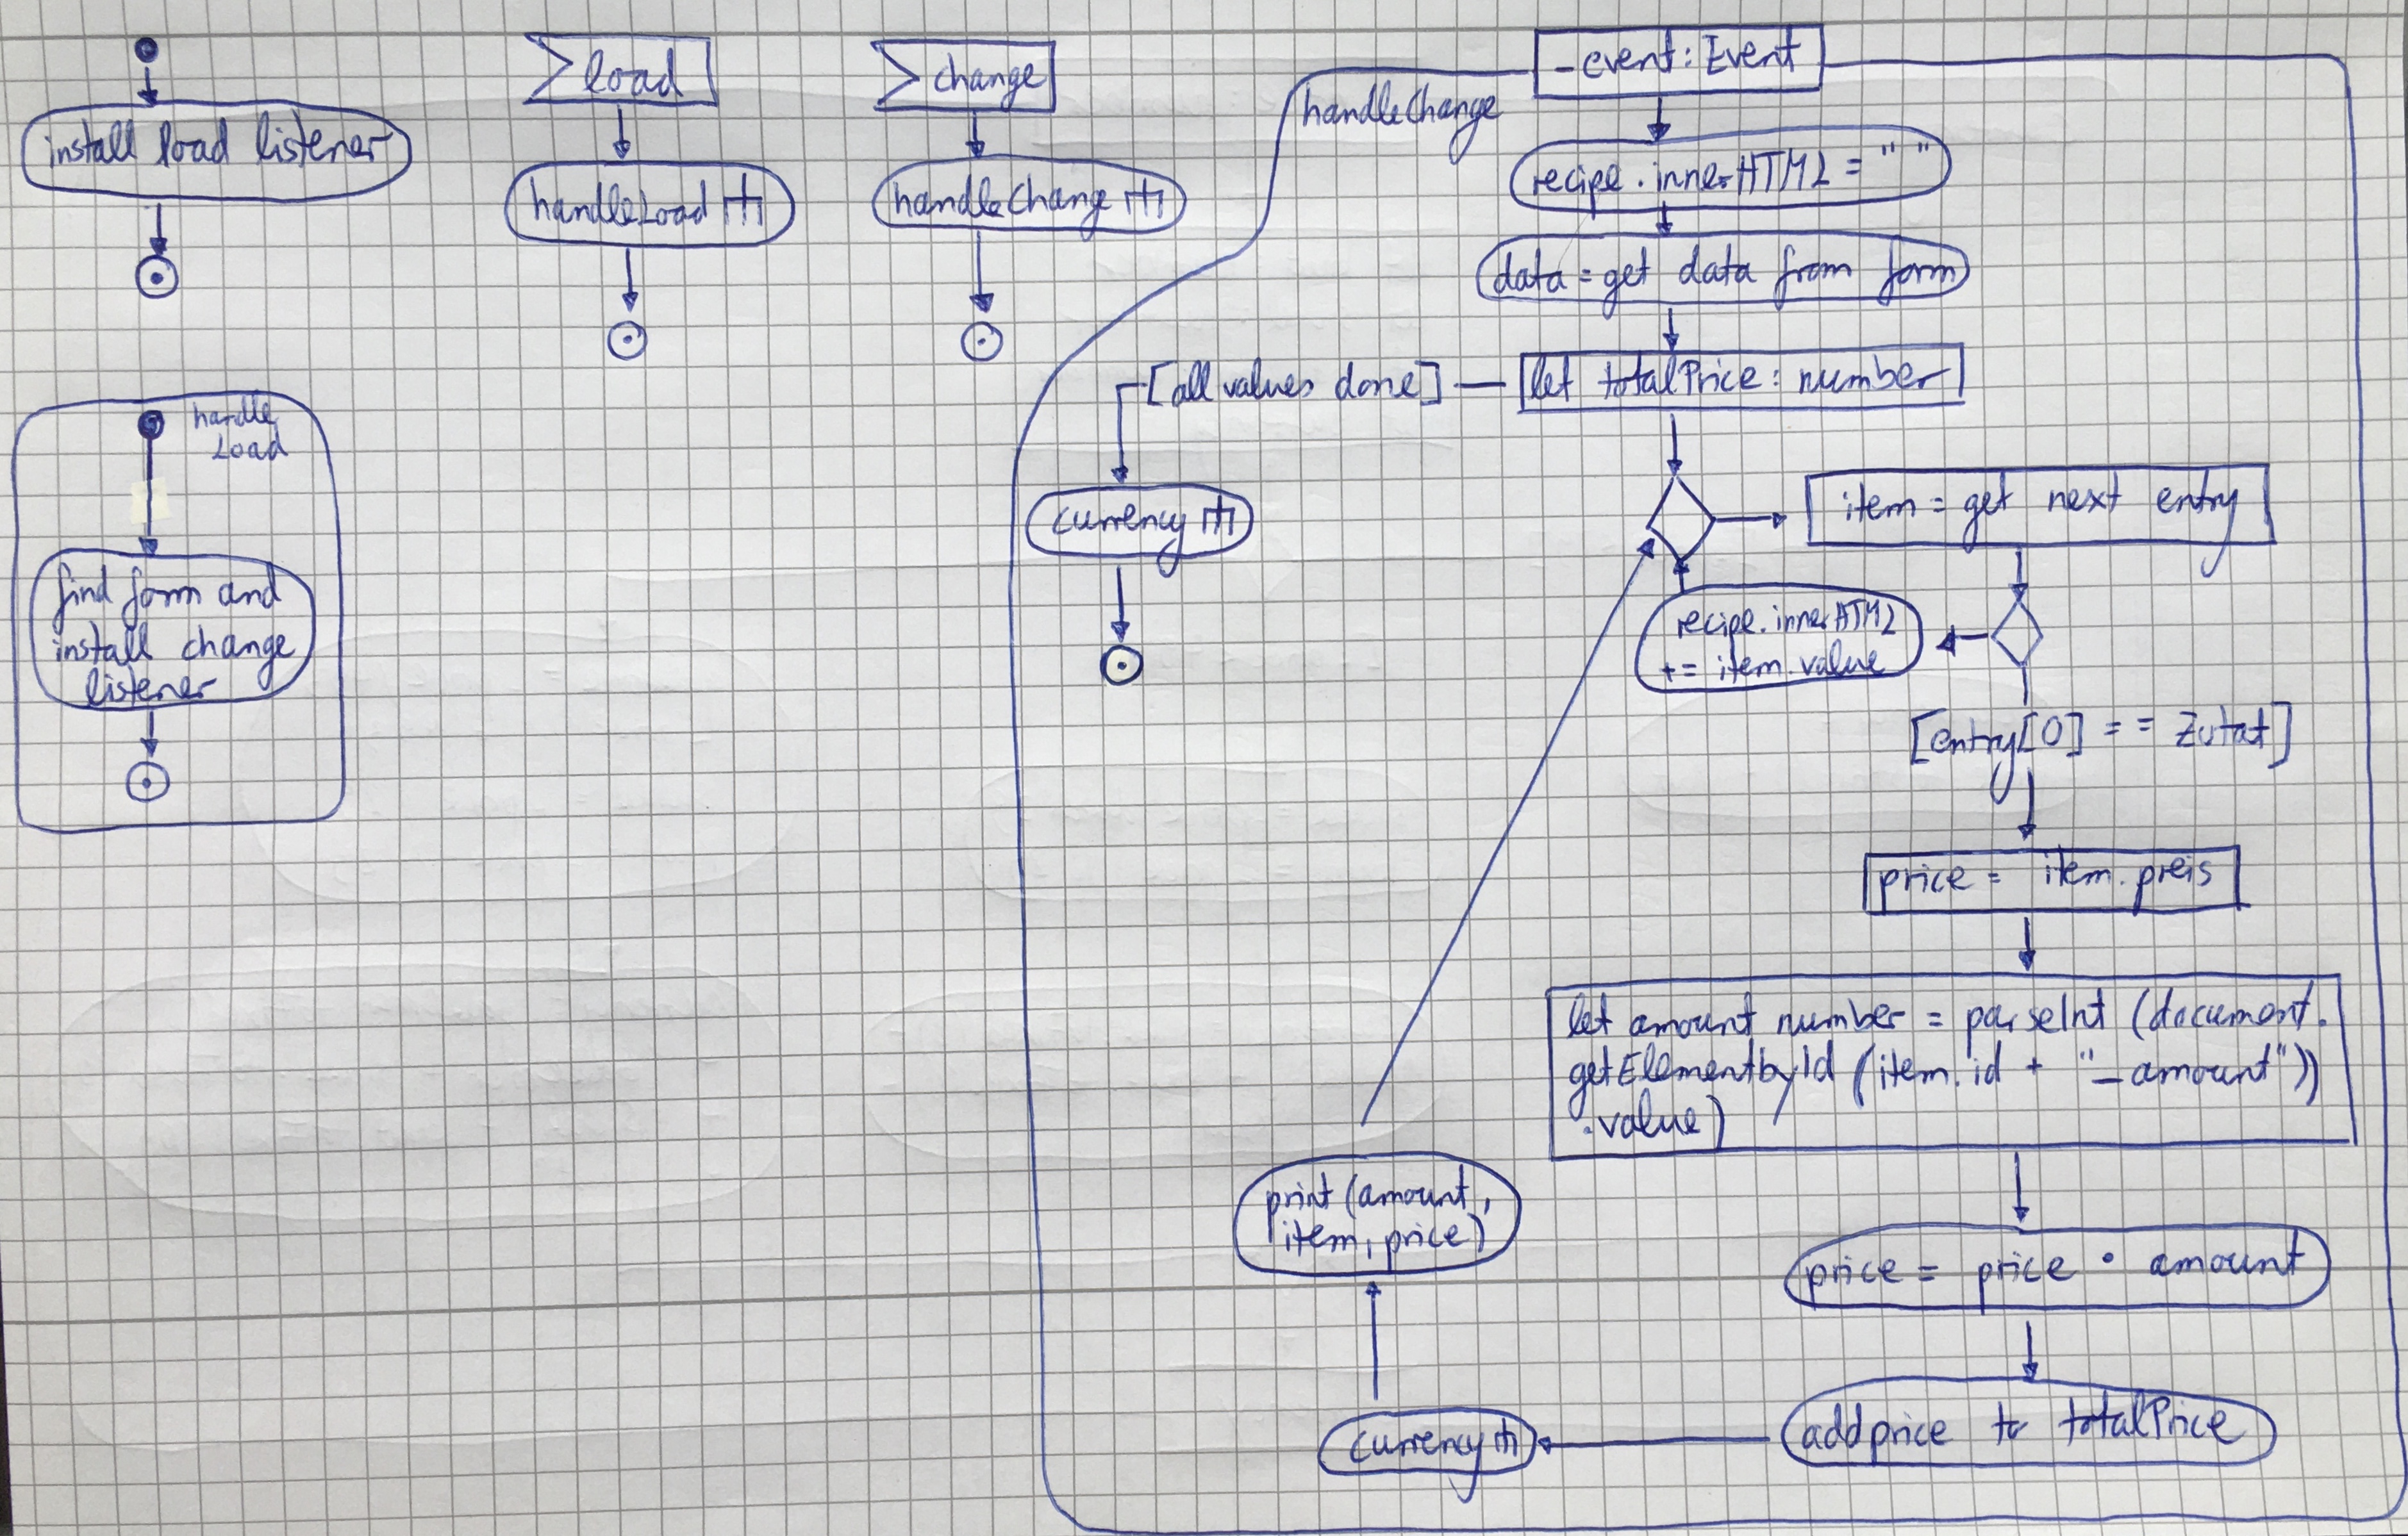 install load listener
load
handleLoad
change
handleChange
handle
Load
find form and
install change
listener
handleChange
_event: Event
recipe.innerHTML = " "
data = get data from form
let totalPrice: number
[all values done]
currency
item = get next entry
recipe.innerHTML
+= item.value
[entry[0] == Zutat]
price = item.preis
let amount number = parseInt (document.
getElementbyId (item.id + "_amount"))
.value)
price = price · amount
add price to totalPrice
currency
print (amount,
item, price)